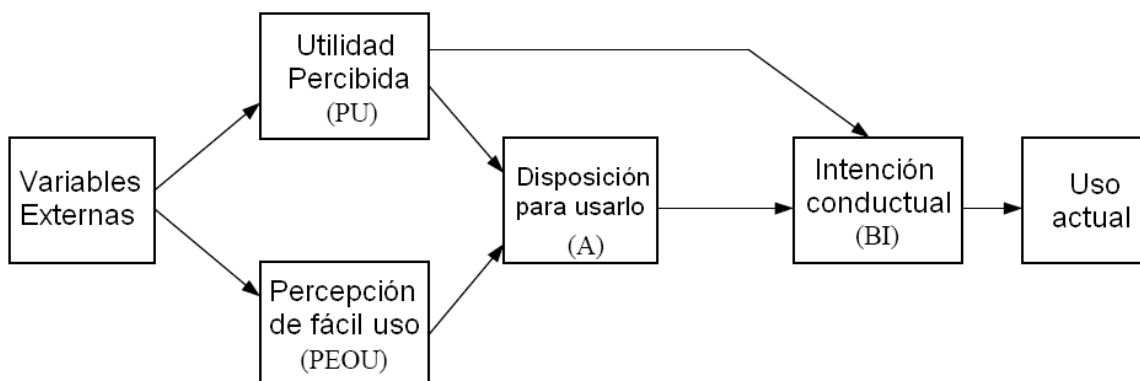 Variables
Externas
Utilidad
Percibida
(PU)
Percepción
de fácil uso
(PEOU)
Disposición
para usarlo
(A)
Intención
conductual
(BI)
Uso
actual